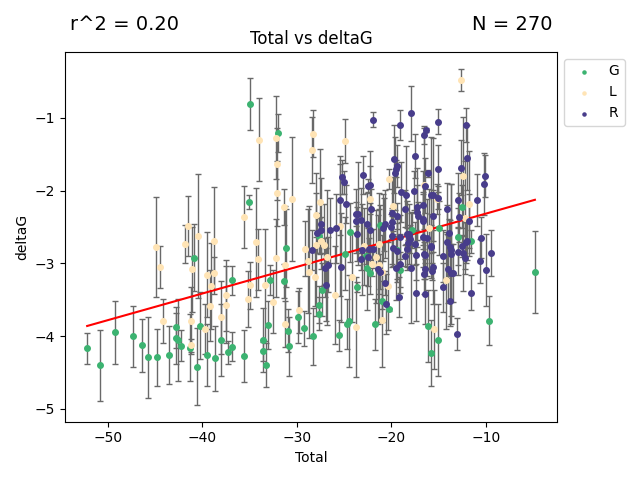 r^2 = 0.20
N = 270
Total vs deltaG
G
L
R
−1
−2
−3
−4
−5
deltaG
−50
−40
−30
−20
−10
Total